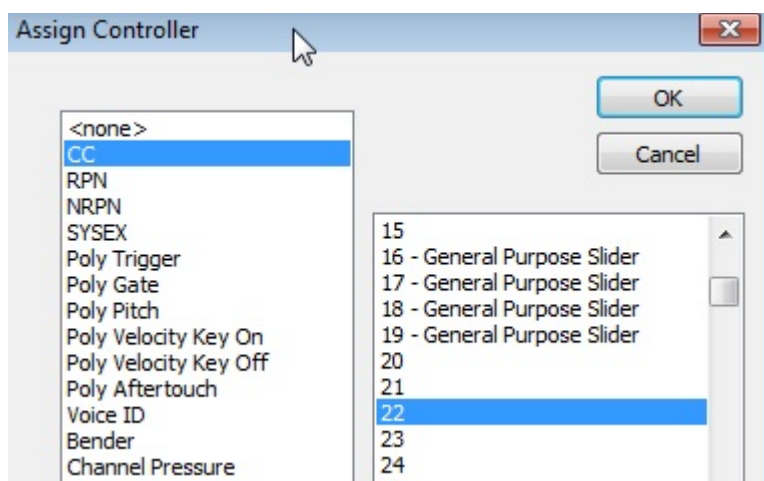 Assign Controller
OK
Cancel
<none>
CC
RPN
NRPN
SYSEX
Poly Trigger
Poly Gate
Poly Pitch
Poly Velocity Key On
Poly Velocity Key Off
Poly Aftertouch
Voice ID
Bender
Channel Pressure
15
16 - General Purpose Slider
17 - General Purpose Slider
18 - General Purpose Slider
19 - General Purpose Slider
20
21
22
23
24